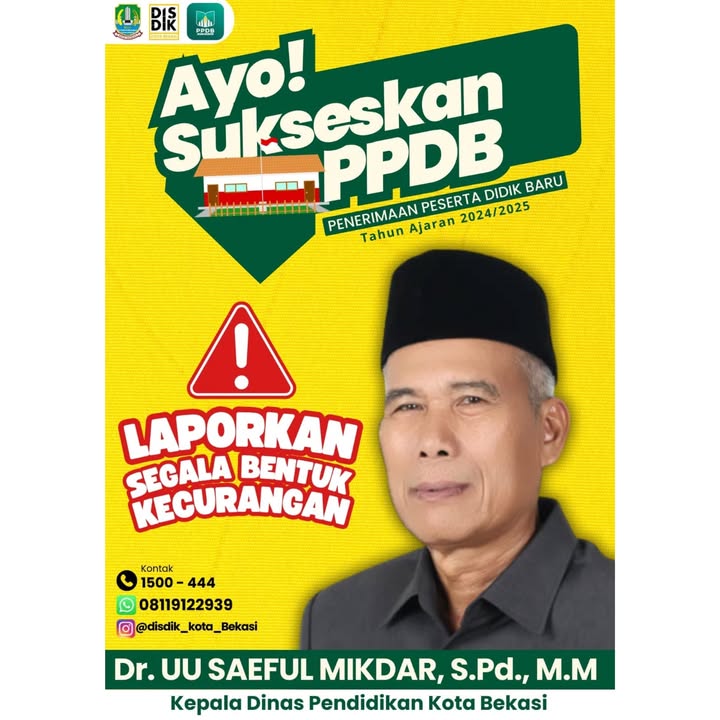 DIS
DIK
PPDB
Ayo!
Sukseskan
PPDB
PENERIMAAN PESERTA DIDIK BARU
Tahun Ajaran 2024/2025
LAPORKAN
SEGALA BENTUK
KECURANGAN
Kontak
1500 - 444
08119122939
@disdik_kota_Bekasi
Dr. UU SAEFUL MIKDAR, S.Pd., M.M
Kepala Dinas Pendidikan Kota Bekasi